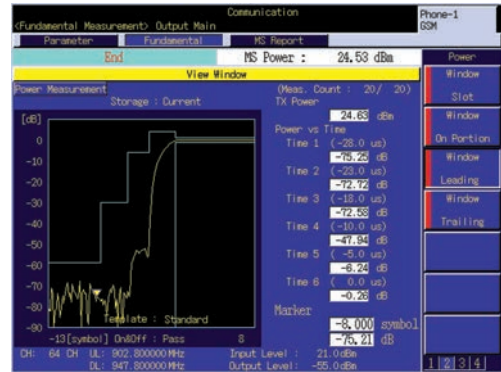 Communication
Phone-1
GSM
<Fundamental Measurement> Output Main
Parameter Fundamental MS Report
End MS Power : 24.53 dBm
Power
View Window
Window
Slot
Window
On Portion
Window
Leading
Window
Trailing
Power Measurement (Meas. Count : 20/ 20)
Storage : Current
TX Power
24.63 dBm
Power vs Time
Time 1 (-28.0 us)
-75.25 dB
Time 2 (-23.0 us)
-72.72 dB
Time 3 (-18.0 us)
-72.58 dB
Time 4 (-10.0 us)
-47.94 dB
Time 5 ( -5.0 us)
-6.24 dB
Time 6 ( 0.0 us)
-0.26 dB
Marker
-8.000 symbol
-75.21 dB
[dB]
0
-10
-20
-30
-40
-50
-60
-70
-80
-90
Template : Standard
-13[symbol] On&Off : Pass 8
CH: 64 CH UL: 902.800000MHz Input Level : 21.0dBm
DL: 947.800000MHz Output Level: -55.0dBm
1 2 3 4